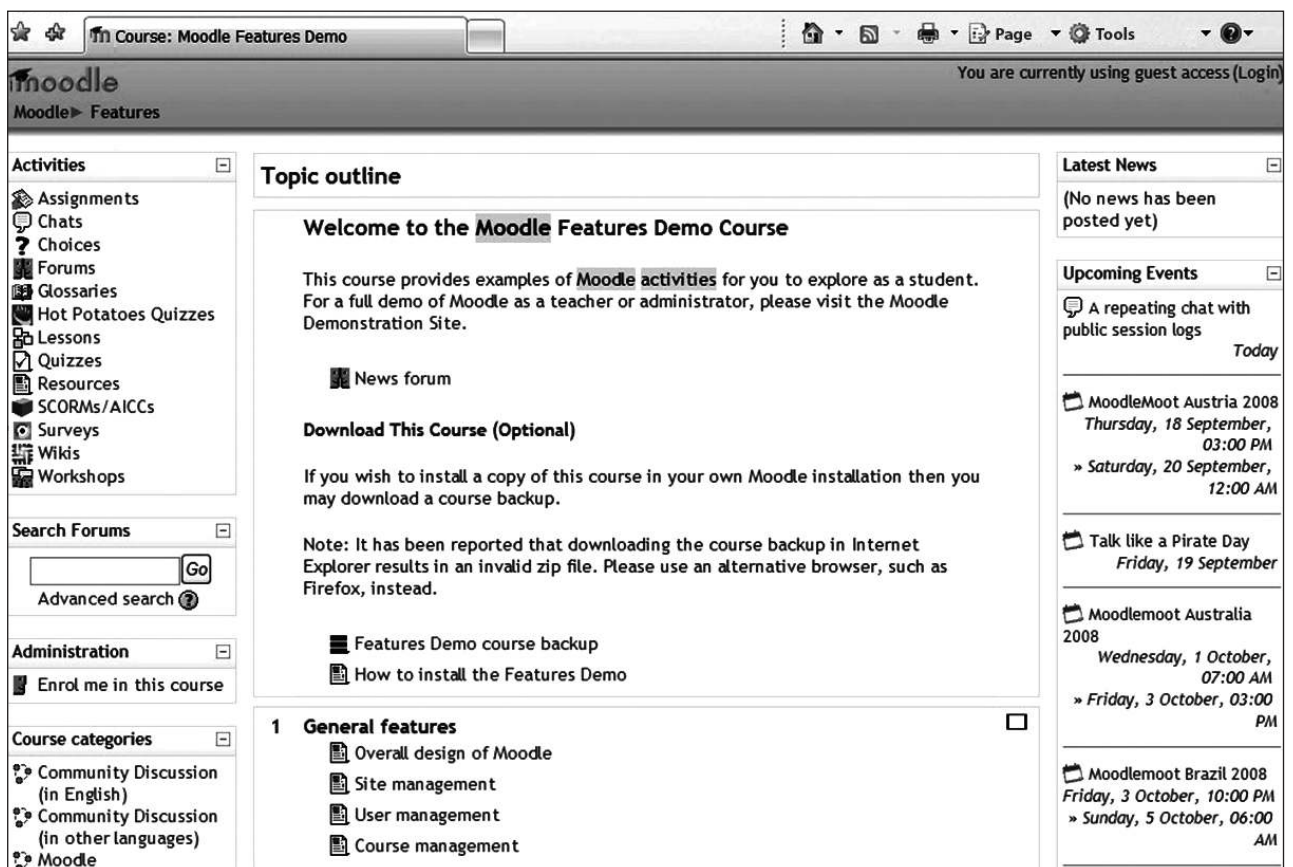 Course: Moodle Features Demo
Page
Tools
moodle
You are currently using guest access (Login)
Moodle► Features
Activities
Assignments
Chats
Choices
Forums
Glossaries
Hot Potatoes Quizzes
Lessons
Quizzes
Resources
SCORMs/AICCs
Surveys
Wikis
Workshops
Search Forums
Go
Advanced search ?
Administration
Enrol me in this course
Course categories
Community Discussion
(in English)
Community Discussion
(in other languages)
Moodle
Topic outline
Welcome to the Moodle Features Demo Course
This course provides examples of Moodle activities for you to explore as a student.
For a full demo of Moodle as a teacher or administrator, please visit the Moodle
Demonstration Site.
News forum
Download This Course (Optional)
If you wish to install a copy of this course in your own Moodle installation then you
may download a course backup.
Note: It has been reported that downloading the course backup in Internet
Explorer results in an invalid zip file. Please use an alternative browser, such as
Firefox, instead.
Features Demo course backup
How to install the Features Demo
1 General features
Overall design of Moodle
Site management
User management
Course management
Latest News
(No news has been
posted yet)
Upcoming Events
A repeating chat with
public session logs
Today
MoodleMoot Austria 2008
Thursday, 18 September,
03:00 PM
» Saturday, 20 September,
12:00 AM
Talk like a Pirate Day
Friday, 19 September
Moodlemoot Australia
2008
Wednesday, 1 October,
07:00 AM
» Friday, 3 October, 03:00
PM
Moodlemoot Brazil 2008
Friday, 3 October, 10:00 PM
» Sunday, 5 October, 06:00
AM